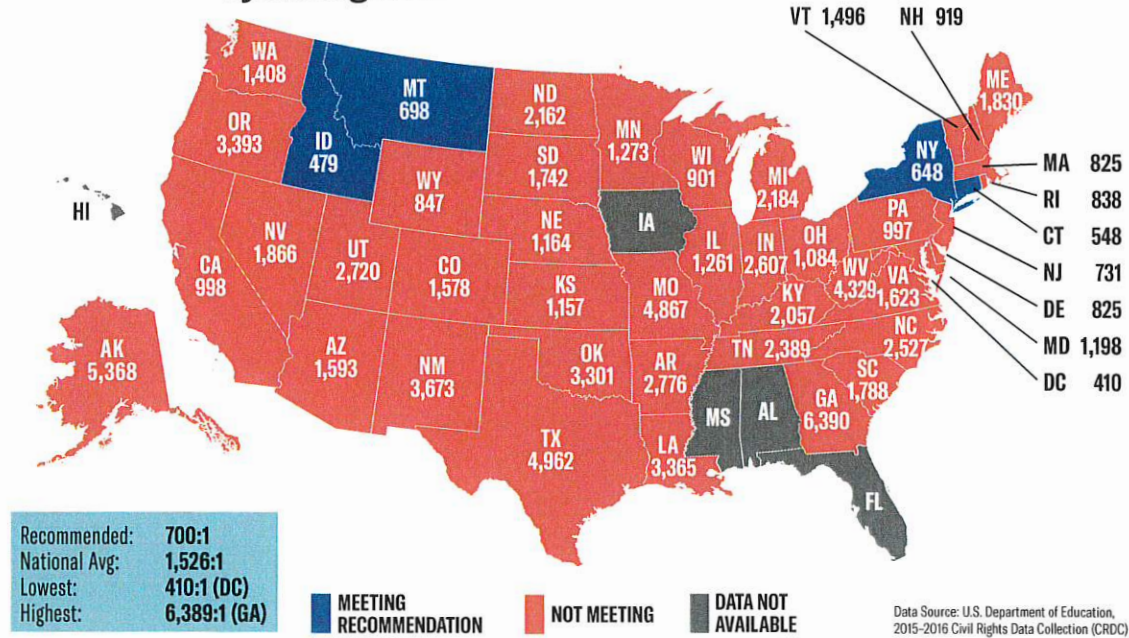 VT 1,496
NH 919
WA
1,408
MT
698
ND
2,162
MN
1,273
ME
1,830
OR
3,393
ID
479
SD
1,742
WI
901
MI
2,184
NY
648
MA 825
WY
847
RI 838
HI
IA
PA
997
CT 548
NV
1,866
NE
1,164
IL
1,261
IN
2,607
OH
1,084
NJ 731
CA
998
UT
2,720
CO
1,578
WV
4,329
VA
1,623
KS
1,157
MO
4,867
KY
2,057
DE 825
NC
2,527
MD 1,198
AK
5,368
AZ
1,593
NM
3,673
OK
3,301
AR
2,776
TN 2,389
SC
1,788
DC 410
MS
AL
GA
6,390
TX
4,962
LA
3,365
FL
Recommended: 700:1
National Avg: 1,526:1
Lowest: 410:1 (DC)
Highest: 6,389:1 (GA)
MEETING
RECOMMENDATION
NOT MEETING
DATA NOT
AVAILABLE
Data Source: U.S. Department of Education,
2015-2016 Civil Rights Data Collection (CRDC)